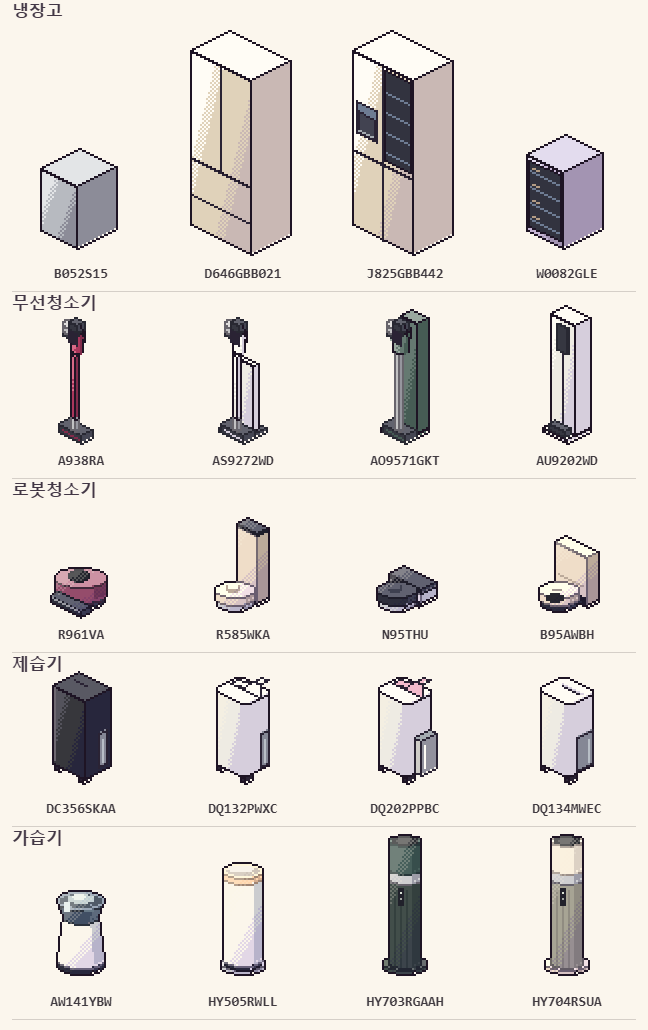 냉장고
B052S15 D646GBB021 J825GBB442 W0082GLE
무선청소기
A938RA AS9272WD AO9571GKT AU9202WD
로봇청소기
R961VA R585WKA N95THU B95AWBH
제습기
DC356SKAA DQ132PWXC DQ202PPBC DQ134MWEC
가습기
AW141YBW HY505RWLL HY703RGAAH HY704RSUA